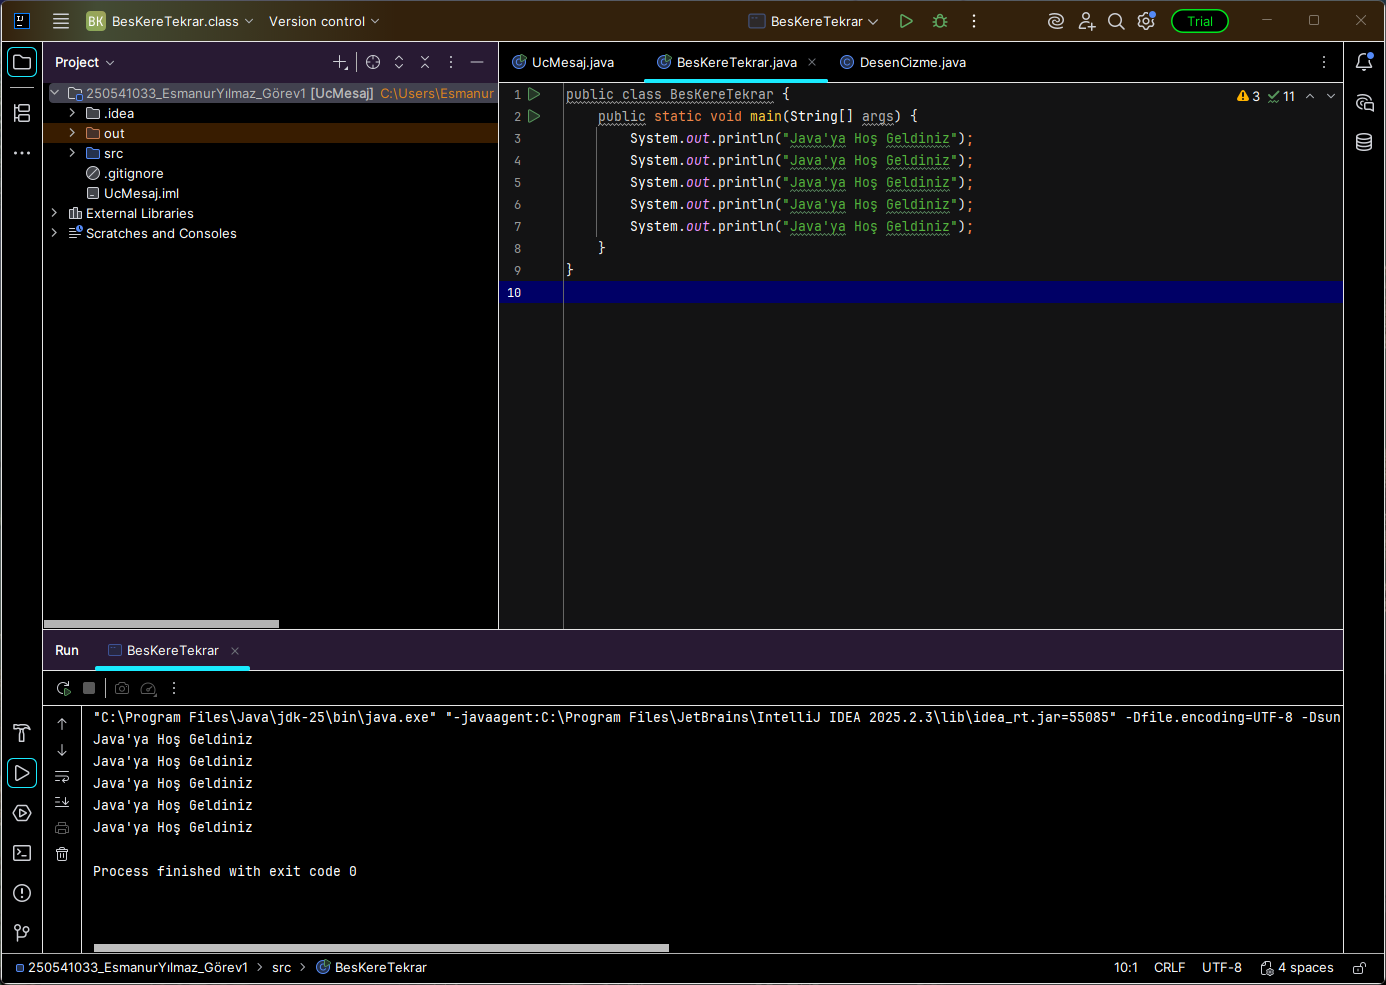 BK BesKereTekrar.class Version control BesKereTekrar Trial
Project
UcMesaj.java BesKereTekrar.java DesenCizme.java
250541033_EsmanurYılmaz_Görev1 [UcMesaj] C:\Users\Esmanur
.idea
out
src
.gitignore
UcMesaj.iml
External Libraries
Scratches and Consoles
3 11
1 public class BesKereTekrar {
2 public static void main(String[] args) {
3 System.out.println("Java'ya Hoş Geldiniz");
4 System.out.println("Java'ya Hoş Geldiniz");
5 System.out.println("Java'ya Hoş Geldiniz");
6 System.out.println("Java'ya Hoş Geldiniz");
7 System.out.println("Java'ya Hoş Geldiniz");
8 }
9 }
10
Run BesKereTekrar
"C:\Program Files\Java\jdk-25\bin\java.exe" "-javaagent:C:\Program Files\JetBrains\IntelliJ IDEA 2025.2.3\lib\idea_rt.jar=55085" -Dfile.encoding=UTF-8 -Dsun
Java'ya Hoş Geldiniz
Java'ya Hoş Geldiniz
Java'ya Hoş Geldiniz
Java'ya Hoş Geldiniz
Java'ya Hoş Geldiniz
Process finished with exit code 0
250541033_EsmanurYılmaz_Görev1 > src > BesKereTekrar 10:1 CRLF UTF-8 4 spaces